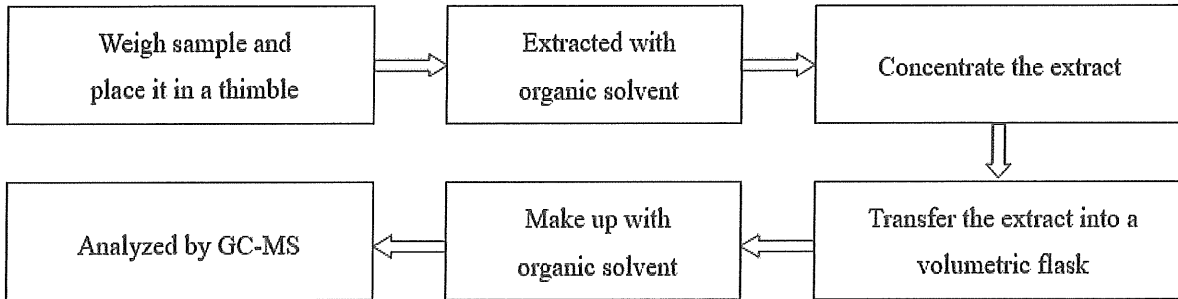 Weigh sample and
place it in a thimble
Extracted with
organic solvent
Concentrate the extract
Transfer the extract into a
volumetric flask
Make up with
organic solvent
Analyzed by GC-MS